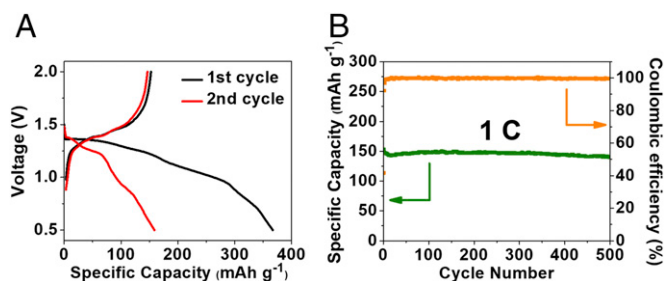 A
2.0
1.5
1.0
0.5
Voltage (V)
1st cycle
2nd cycle
0 100 200 300 400
Specific Capacity (mAh g⁻¹)
B
300
250
200
150
100
50
0
Specific Capacity (mAh g⁻¹)
1 C
100
80
60
40
20
0
Coulombic efficiency (%)
0 100 200 300 400 500
Cycle Number